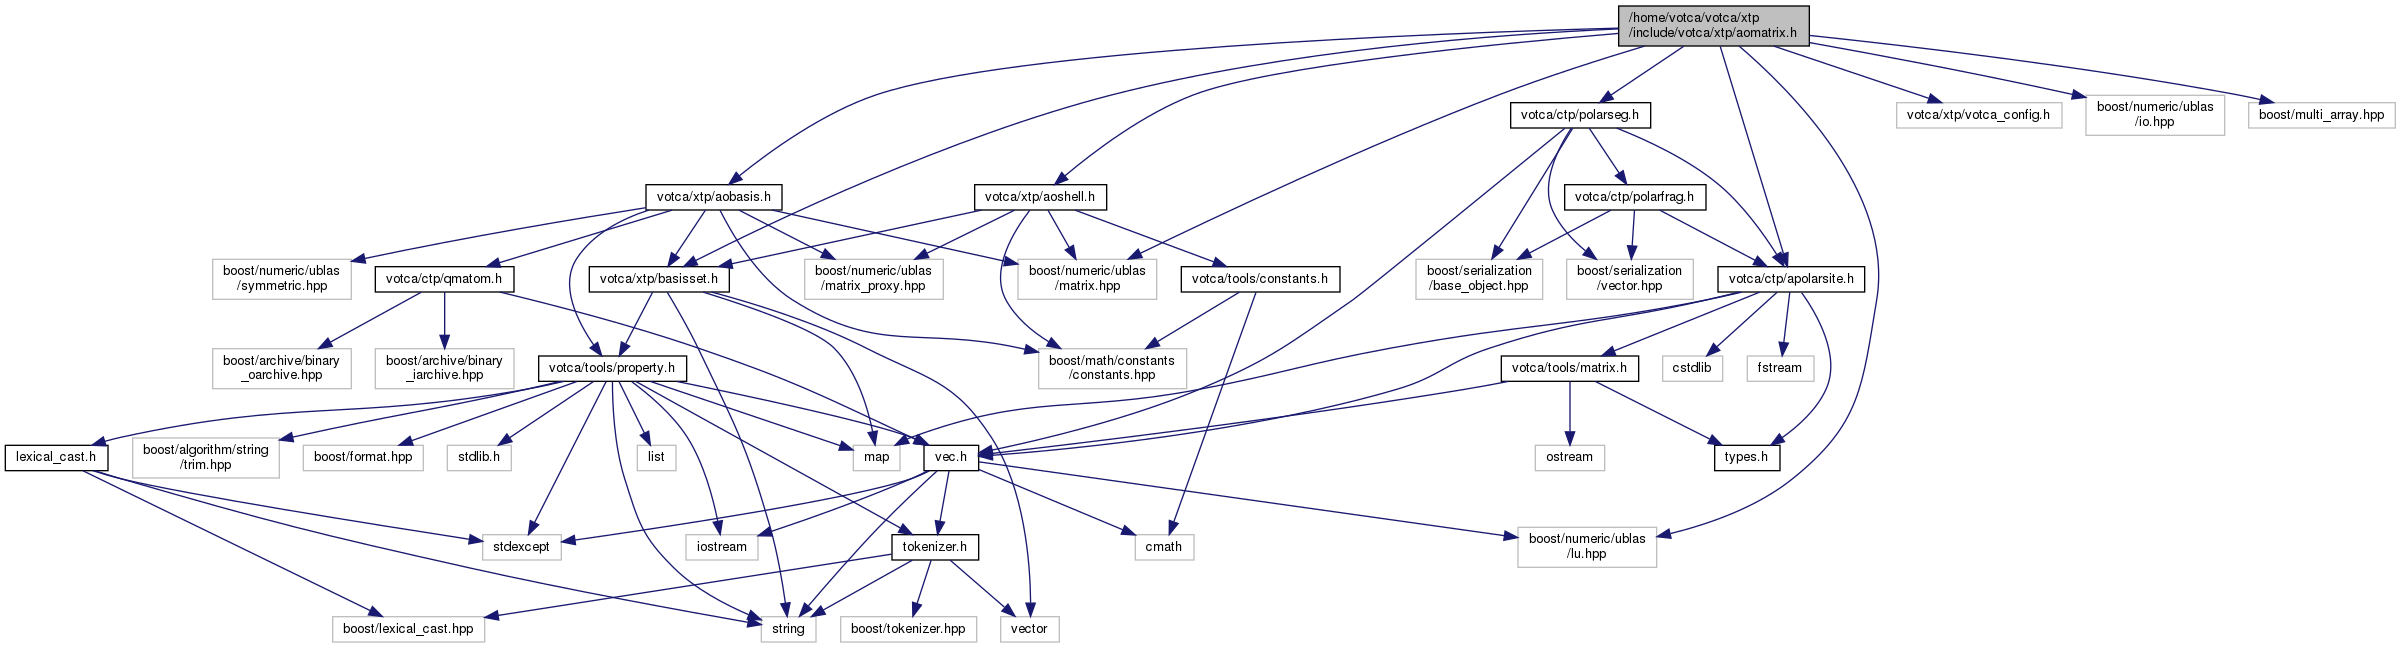 /home/votca/votca/xtp
/include/votca/xtp/aomatrix.h
votca/ctp/polarseg.h
votca/xtp/votca_config.h
boost/numeric/ublas
/io.hpp
boost/multi_array.hpp
votca/xtp/aobasis.h
votca/xtp/aoshell.h
votca/ctp/polarfrag.h
boost/numeric/ublas
/symmetric.hpp
votca/ctp/qmatom.h
votca/xtp/basisset.h
boost/numeric/ublas
/matrix_proxy.hpp
boost/numeric/ublas
/matrix.hpp
votca/tools/constants.h
boost/serialization
/base_object.hpp
boost/serialization
/vector.hpp
votca/ctp/apolarsite.h
boost/archive/binary
_oarchive.hpp
boost/archive/binary
_iarchive.hpp
votca/tools/property.h
boost/math/constants
/constants.hpp
votca/tools/matrix.h
cstdlib
fstream
lexical_cast.h
boost/algorithm/string
/trim.hpp
boost/format.hpp
stdlib.h
list
map
vec.h
ostream
types.h
stdexcept
iostream
tokenizer.h
cmath
boost/numeric/ublas
/lu.hpp
boost/lexical_cast.hpp
string
boost/tokenizer.hpp
vector